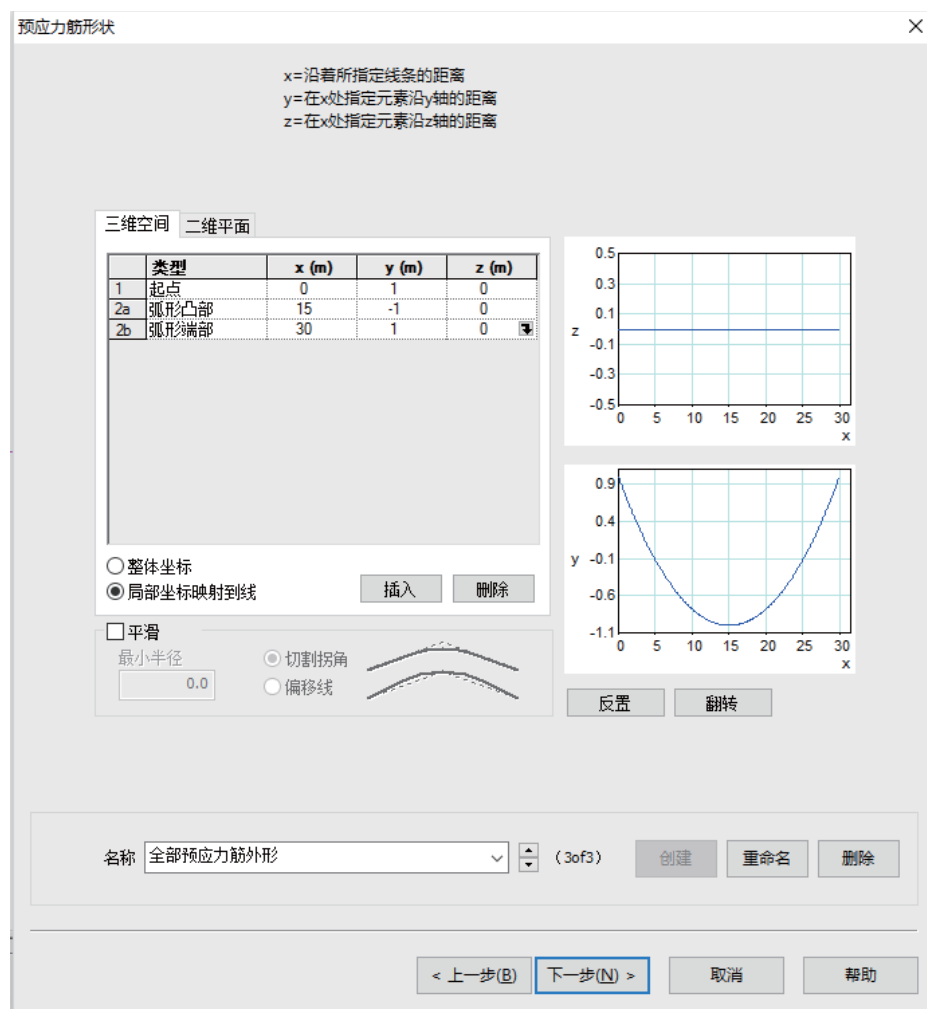 预应力筋形状
x=沿着所指定线条的距离
y=在x处指定元素沿y轴的距离
z=在x处指定元素沿z轴的距离
三维空间 二维平面
类型 x (m) y (m) z (m)
1 起点 0 1 0
2a 弧形凸部 15 -1 0
2b 弧形端部 30 1 0
整体坐标
局部坐标映射到线
插入 删除
平滑
最小半径
0.0
切割拐角
偏移线
0.5
0.3
0.1
z
-0.1
-0.3
-0.5
0 5 10 15 20 25 30
x
0.9
0.4
y -0.1
-0.6
-1.1
0 5 10 15 20 25 30
x
反置 翻转
名称 全部预应力筋外形 (3of3) 创建 重命名 删除
< 上一步(B) 下一步(N) > 取消 帮助